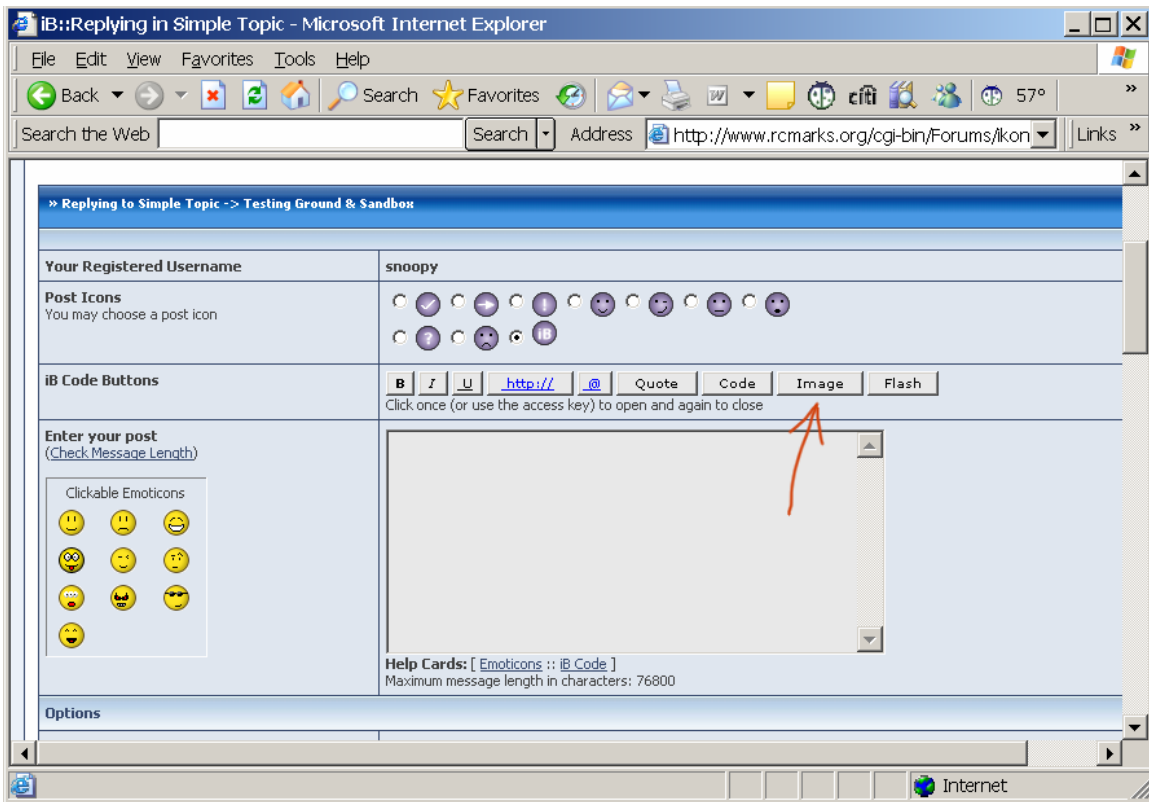 iB::Replying in Simple Topic - Microsoft Internet Explorer
File Edit View Favorites Tools Help
Back Search Favorites citi 57° »
Search the Web Search Address http://www.rcmarks.org/cgi-bin/Forums/ikon Links »
» Replying to Simple Topic -> Testing Ground & Sandbox
Your Registered Username snoopy
Post Icons
You may choose a post icon
iB
iB Code Buttons B I U http:// @ Quote Code Image Flash
Click once (or use the access key) to open and again to close
Enter your post
(Check Message Length)
Clickable Emoticons
Help Cards: [ Emoticons :: iB Code ]
Maximum message length in characters: 76800
Options
Internet